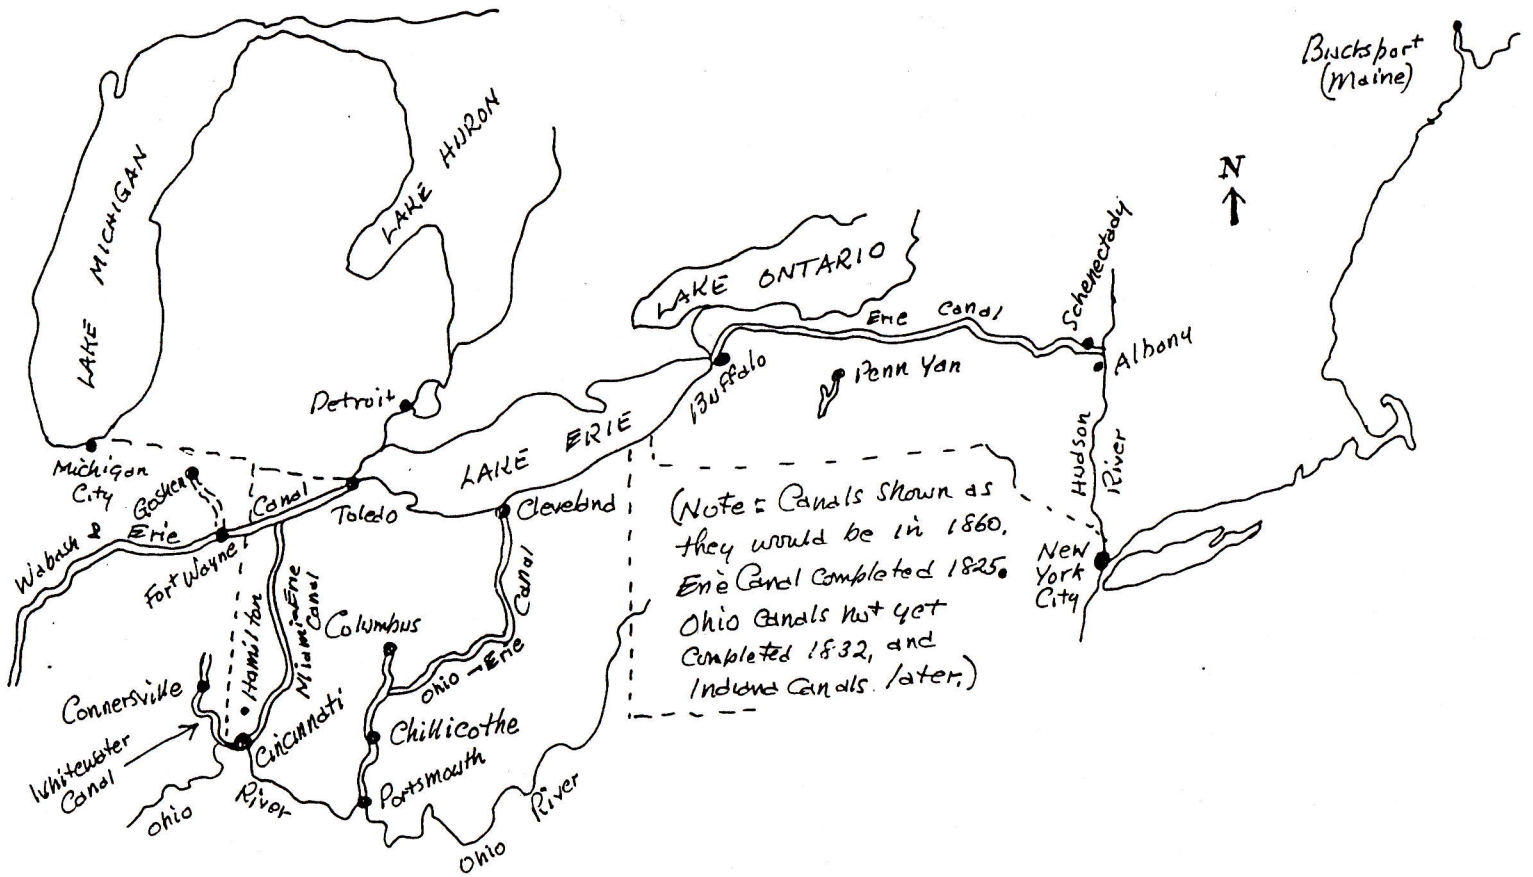 Bucksport
(Maine)
N
LAKE MICHIGAN
LAKE HURON
LAKE ONTARIO
LAKE ERIE
Erie Canal
Schenectady
Albany
Buffalo
Penn Yan
Hudson
River
New
York
City
Detroit
Michigan
City
Goshen
Toledo
Cleveland
Wabash & Erie Canal
Fort Wayne
Miami-Erie
Canal
Hamilton
Columbus
Canal
Ohio-Erie
Connersville
Whitewater
Canal
Cincinnati
Chillicothe
Portsmouth
Ohio
River
Ohio
River
(Note: Canals shown as
they would be in 1860.
Erie Canal completed 1825.
Ohio Canals not yet
completed 1832, and
Indiana Canals later.)